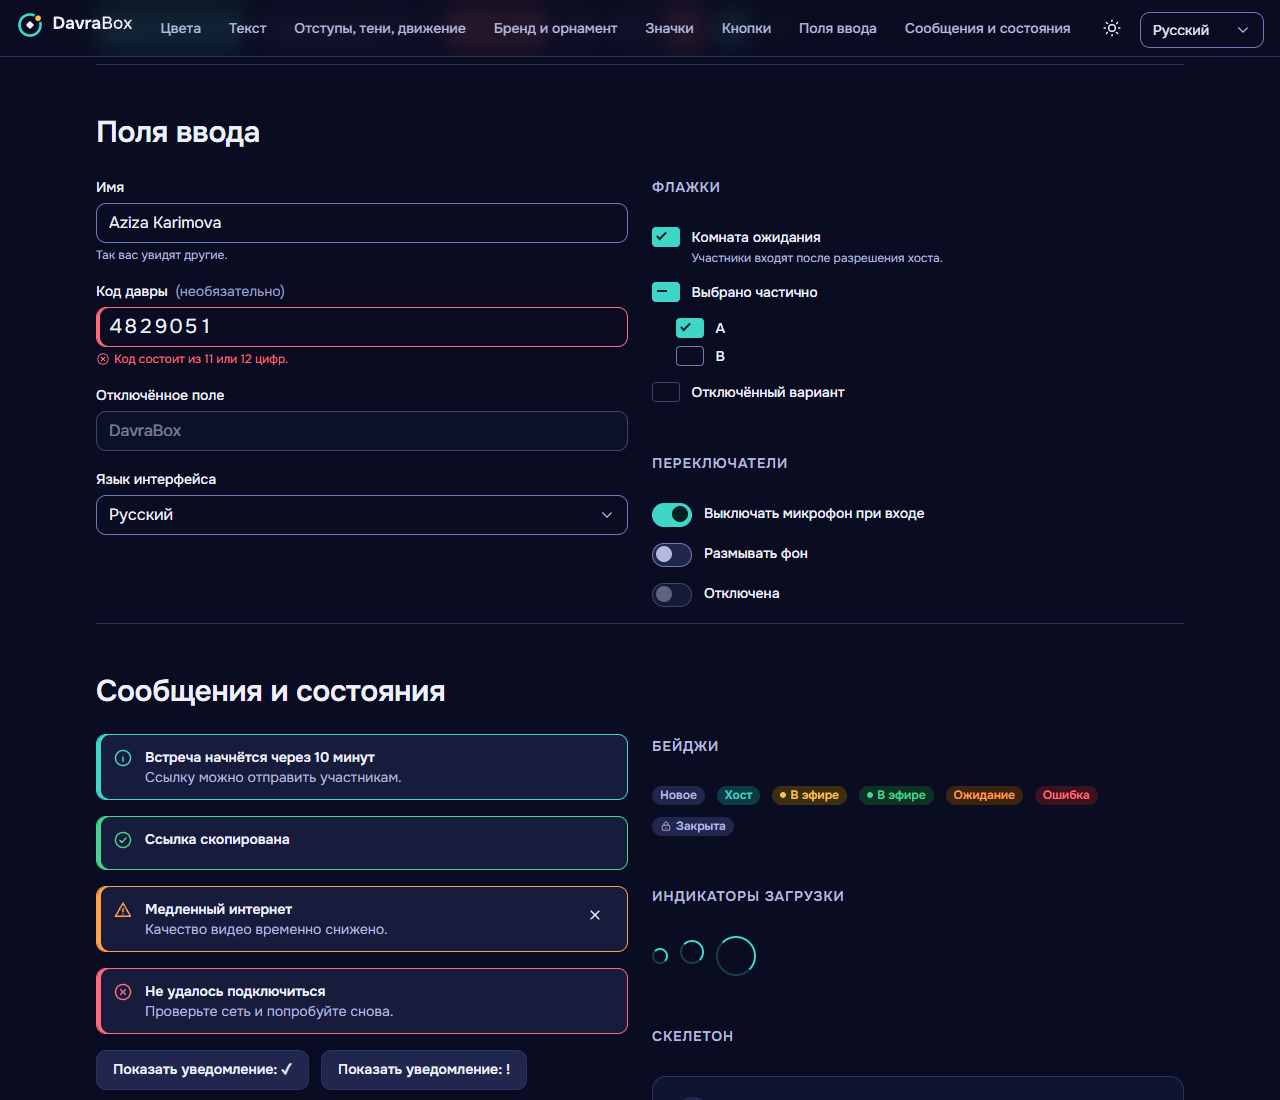 DavraBox
Цвета
Текст
Отступы, тени, движение
Бренд и орнамент
Значки
Кнопки
Поля ввода
Сообщения и состояния
Русский
Поля ввода
Имя
Aziza Karimova
Так вас увидят другие.
Код давры (необязательно)
4829051
Код состоит из 11 или 12 цифр.
Отключённое поле
DavraBox
Язык интерфейса
Русский
ФЛАЖКИ
Комната ожидания
Участники входят после разрешения хоста.
Выбрано частично
A
B
Отключённый вариант
ПЕРЕКЛЮЧАТЕЛИ
Выключать микрофон при входе
Размывать фон
Отключена
Сообщения и состояния
Встреча начнётся через 10 минут
Ссылку можно отправить участникам.
Ссылка скопирована
Медленный интернет
Качество видео временно снижено.
Не удалось подключиться
Проверьте сеть и попробуйте снова.
Показать уведомление: ✓
Показать уведомление: !
БЕЙДЖИ
Новое
Хост
В эфире
В эфире
Ожидание
Ошибка
Закрыта
ИНДИКАТОРЫ ЗАГРУЗКИ
СКЕЛЕТОН